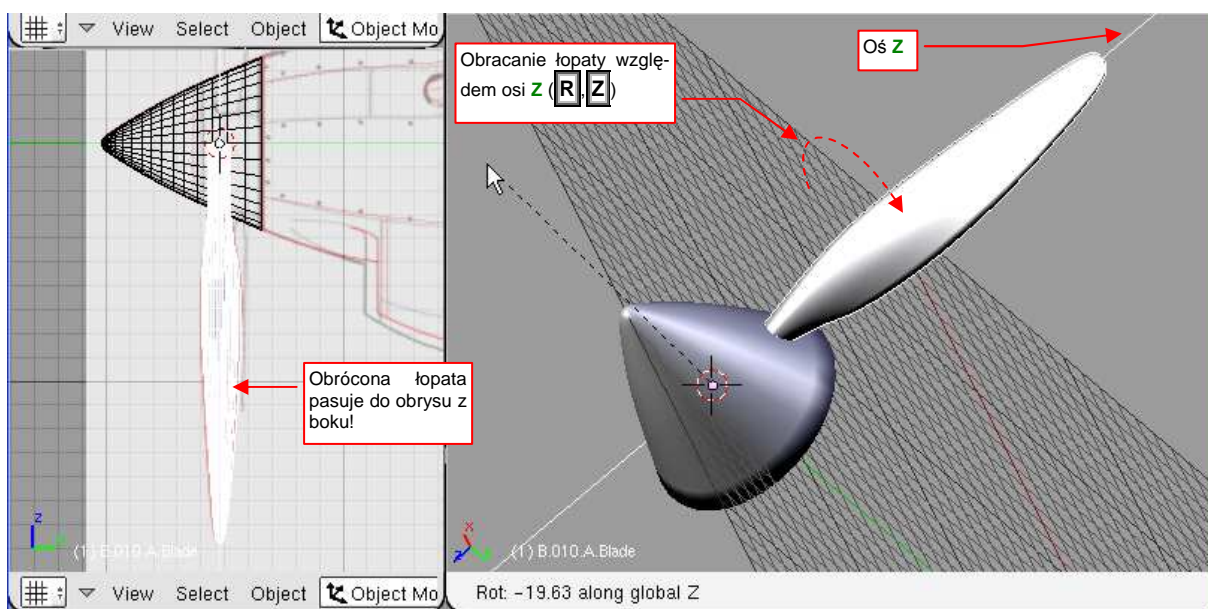 View Select Object Object Mo
Obracanie łopaty wzglę-
dem osi Z (R, Z)
Oś Z
Obrócona łopata
pasuje do obrysu z
boku!
z
(1) B.010.A.Blade
x
z
(1) B.010.A.Blade
View Select Object Object Mo
Rot: -19.63 along global Z